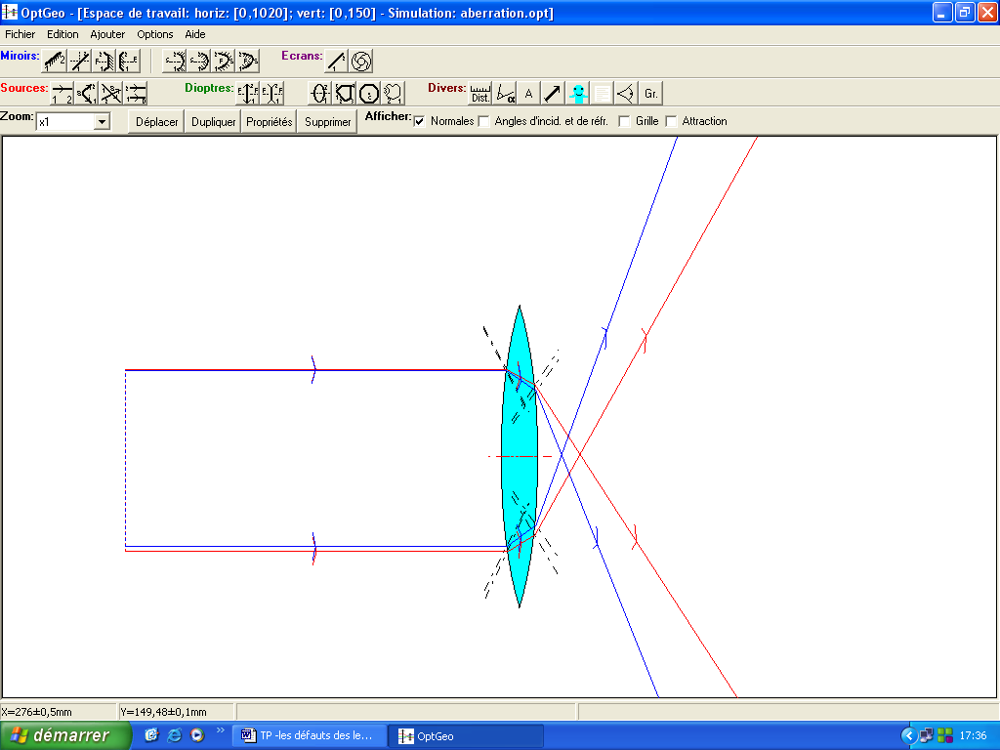 OptGeo - [Espace de travail: horiz: [0,1020]; vert: [0,150] - Simulation: aberration.opt]
Fichier Edition Ajouter Options Aide
Miroirs: Ecrans:
Sources: Dioptres: Divers: Dist. A Gr.
Zoom: x1 Déplacer Dupliquer Propriétés Supprimer Afficher: Normales Angles d'incid. et de réfr. Grille Attraction
X=276±0,5mm Y=149,48±0,1mm
démarrer TP -les défauts des le... OptGeo 17:36